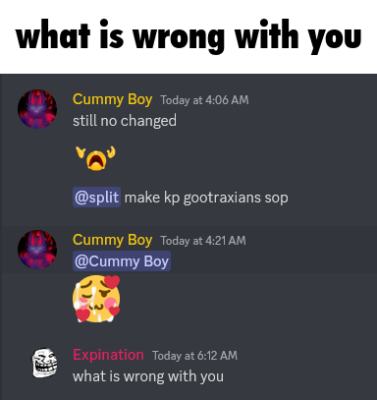 what is wrong with you
Cummy Boy Today at 4:06 AM
still no changed
@split make kp gootraxians sop
Cummy Boy Today at 4:21 AM
@Cummy Boy
Expination Today at 6:12 AM
what is wrong with you